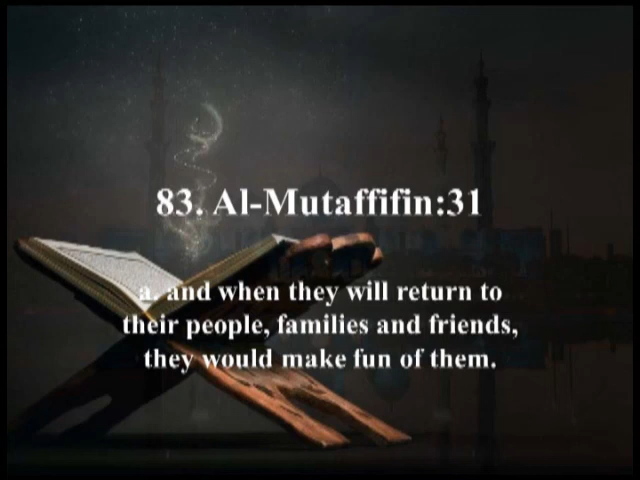 83. Al-Mutaffifin:31
a. and when they will return to
their people, families and friends,
they would make fun of them.